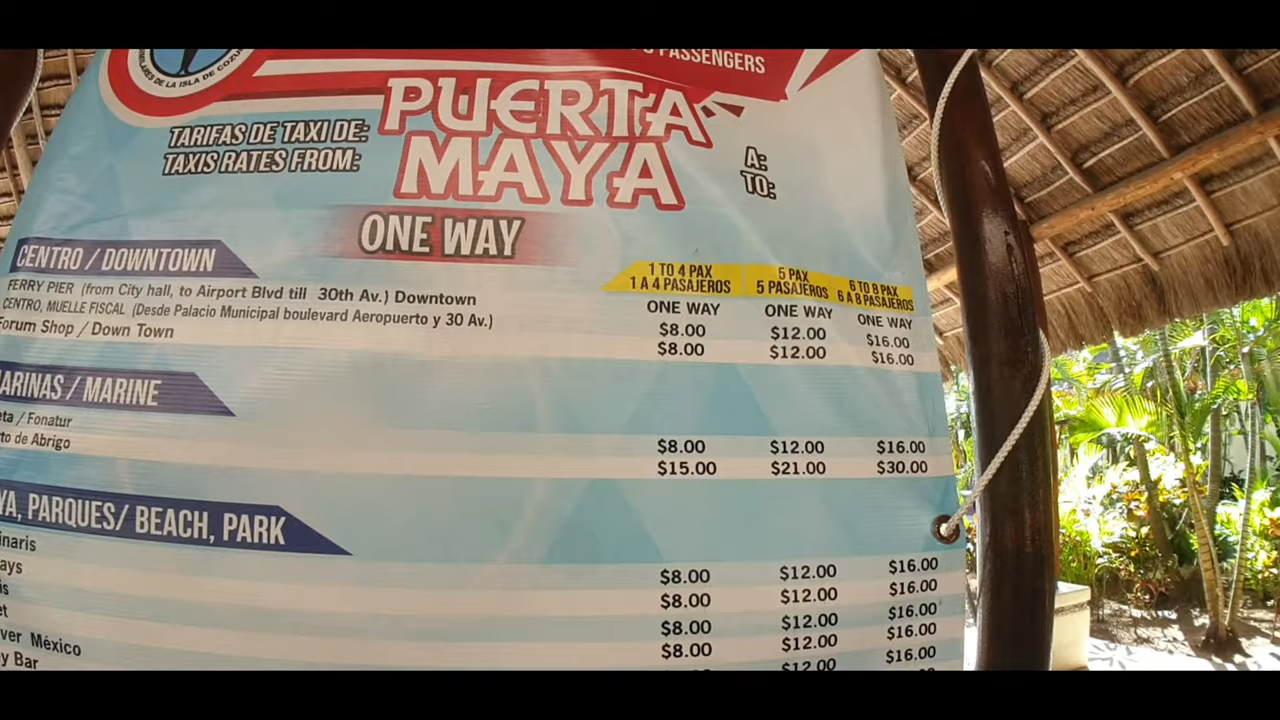 LA ISLA DE
PASSENGERS
TARIFAS DE TAXI DE:
TAXIS RATES FROM:
PUERTA
MAYA
A:
TO:
ONE WAY
CENTRO / DOWNTOWN
1 TO 4 PAX 5 PAX 6 TO 8 PAX
1 A 4 PASAJEROS 5 PASAJEROS 6 A 8 PASAJEROS
ONE WAY ONE WAY ONE WAY
FERRY PIER (from City hall, to Airport Blvd till 30th Av.) Downtown $8.00 $12.00 $16.00
CENTRO, MUELLE FISCAL (Desde Palacio Municipal boulevard Aeropuerto y 30 Av.)
Forum Shop / Down Town $8.00 $12.00 $16.00
ARINAS / MARINE
eta / Fonatur $8.00 $12.00 $16.00
to de Abrigo $15.00 $21.00 $30.00
YA, PARQUES/ BEACH, PARK
inaris $8.00 $12.00 $16.00
ays $8.00 $12.00 $16.00
is $8.00 $12.00 $16.00
et $8.00 $12.00 $16.00
ver México $12.00 $16.00
y Bar